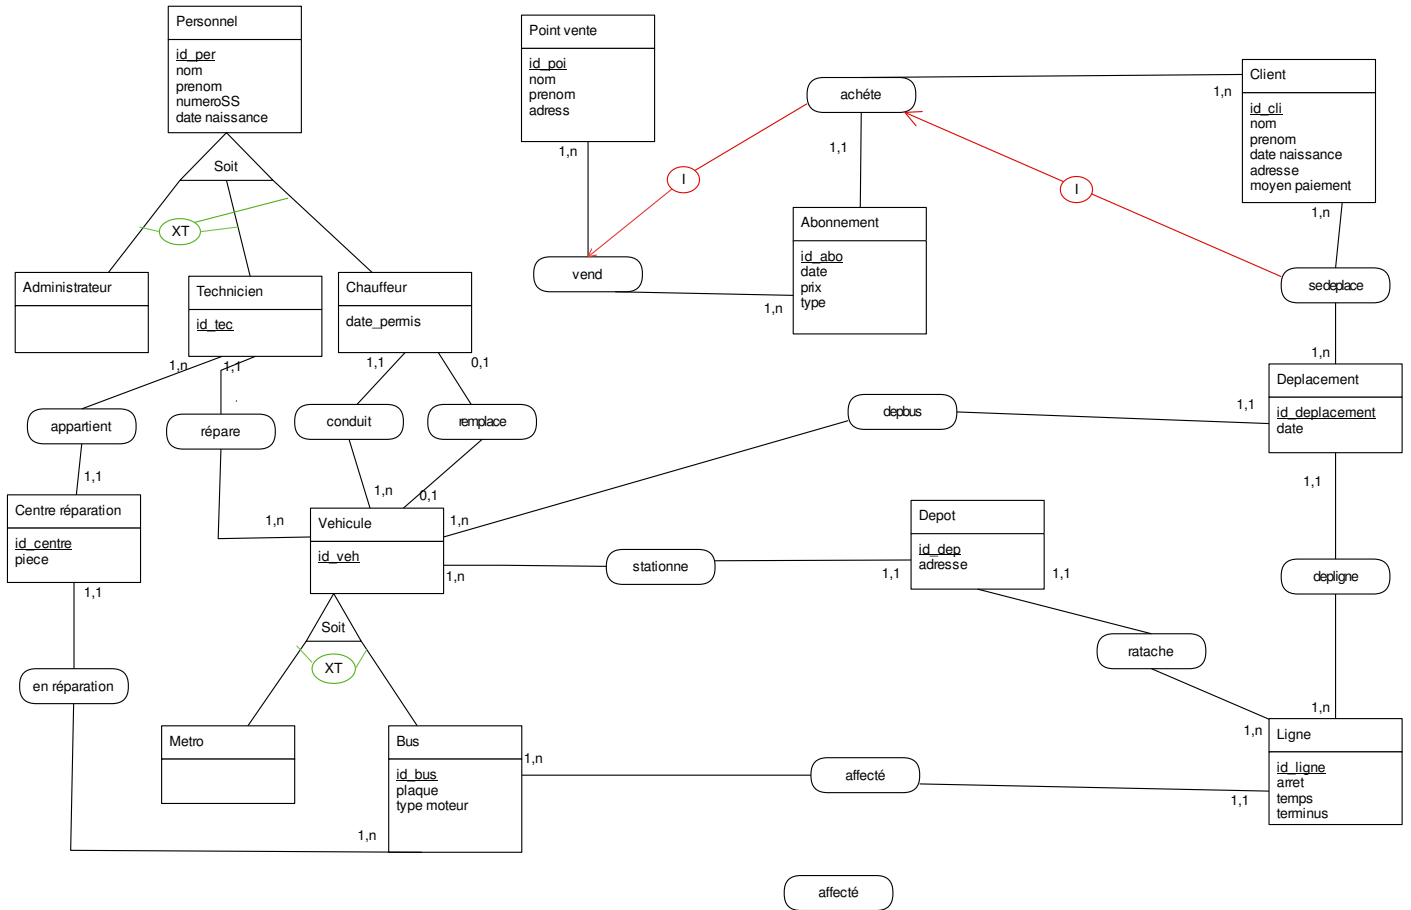 Personnel
id_per
nom
prenom
numeroSS
date naissance
Point vente
id_poi
nom
prenom
adress
1,n
achéte
1,1
1,n
Client
id_cli
nom
prenom
date naissance
adresse
moyen paiement
1,n
Soit
XT
I
I
Abonnement
id_abo
date
prix
type
vend
1,n
sedeplace
1,n
Administrateur
Technicien
id_tec
Chauffeur
date_permis
1,n
1,1
1,1
0,1
appartient
répare
conduit
remplace
depbus
1,1
Deplacement
id_deplacement
date
1,1
1,1
Centre réparation
id_centre
piece
1,1
1,n
1,n
0,1
Vehicule
id_veh
1,n
1,n
stationne
Depot
id_dep
adresse
1,1
1,1
depligne
Soit
XT
ratache
en réparation
1,n
1,n
Metro
Bus
id_bus
plaque
type moteur
1,n
1,n
affecté
1,1
Ligne
id_ligne
arret
temps
terminus
affecté